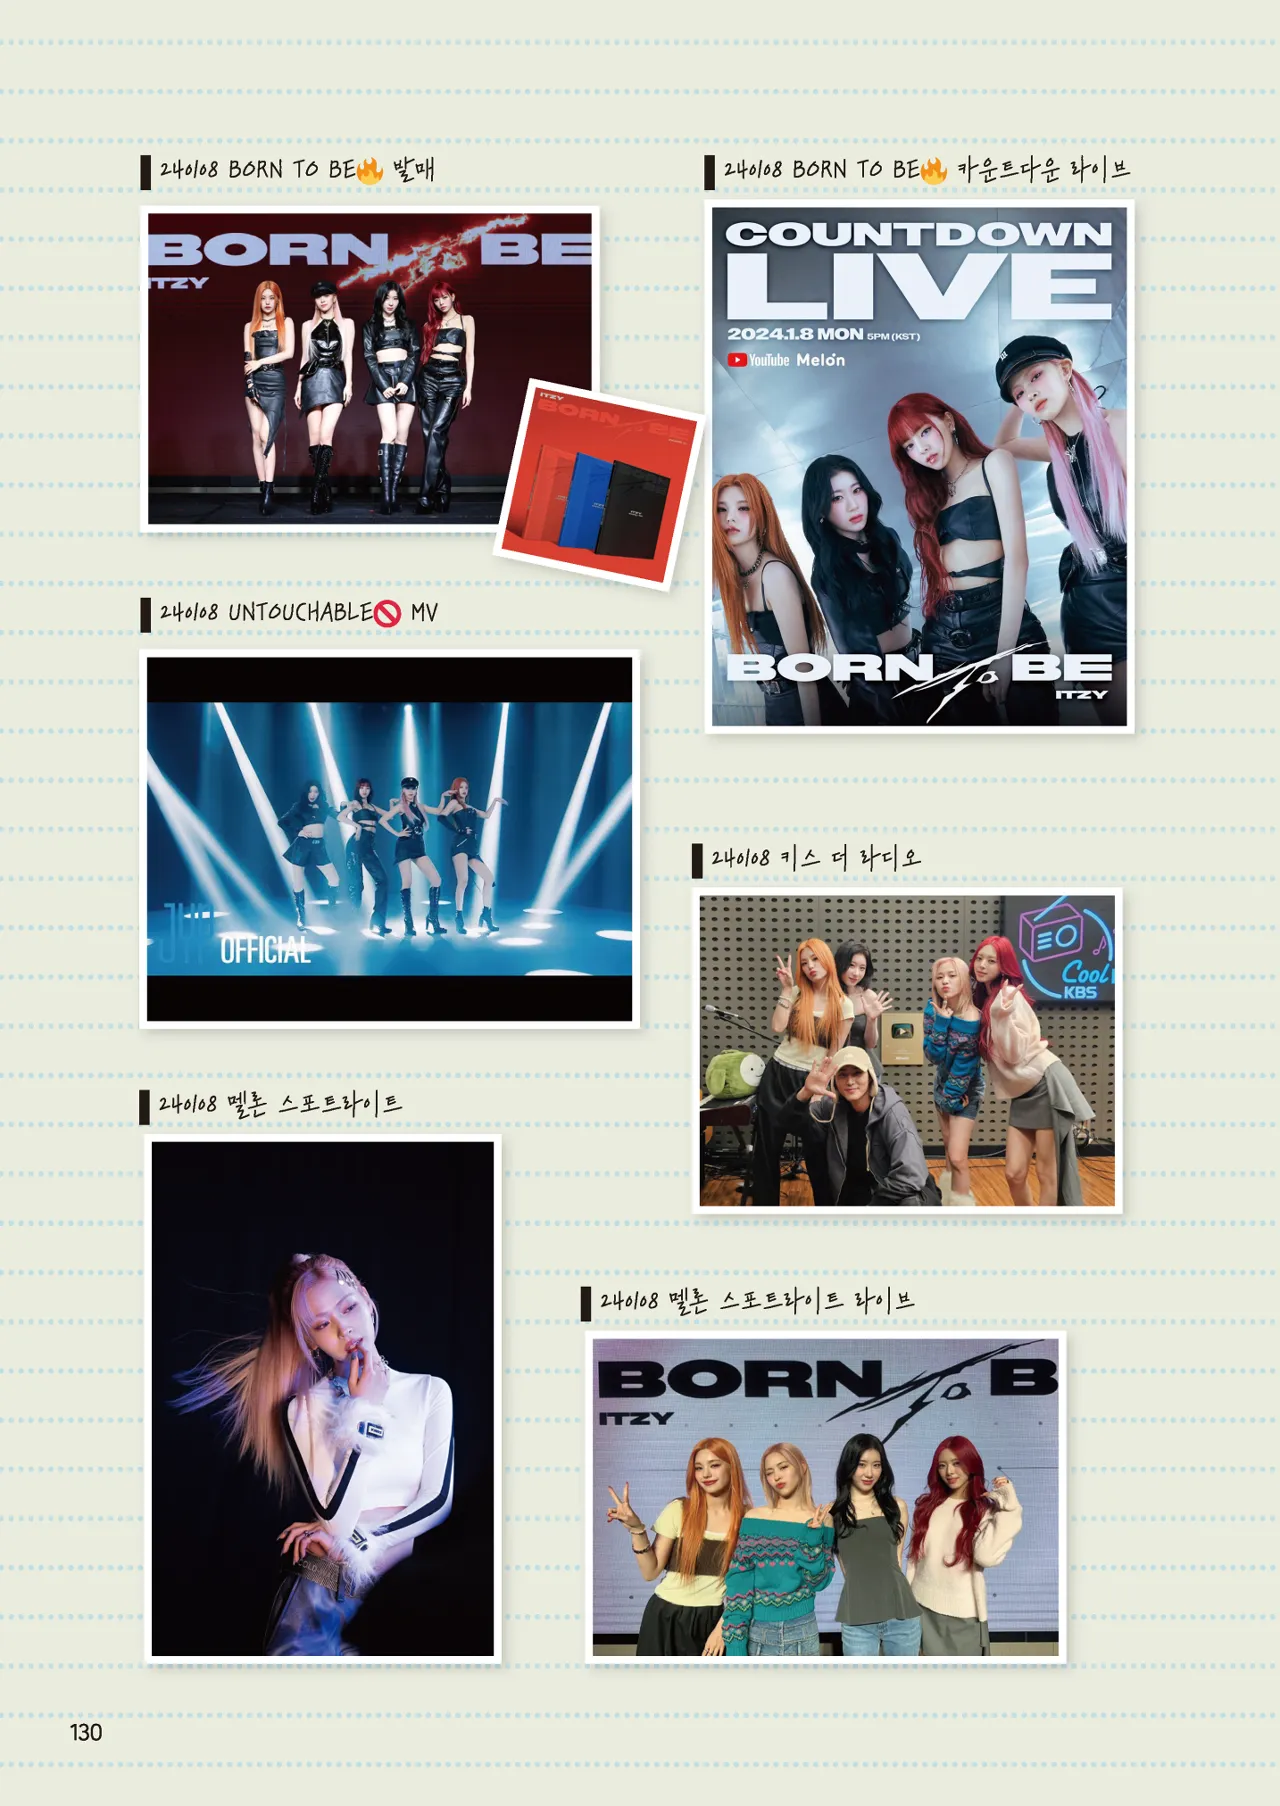 240108 BORN TO BE🔥 발매
BORN To BE
ITZY
ITZY
BORN To BE
240108 BORN TO BE🔥 카운트다운 라이브
COUNTDOWN
LIVE
2024.1.8 MON 5PM (KST)
YouTube Melon
BORN To BE
ITZY
240108 UNTOUCHABLE🚫 MV
JYP OFFICIAL
240108 키스 더 라디오
Cool
KBS
240108 멜론 스포트라이트
240108 멜론 스포트라이트 라이브
BORN To B
ITZY
130